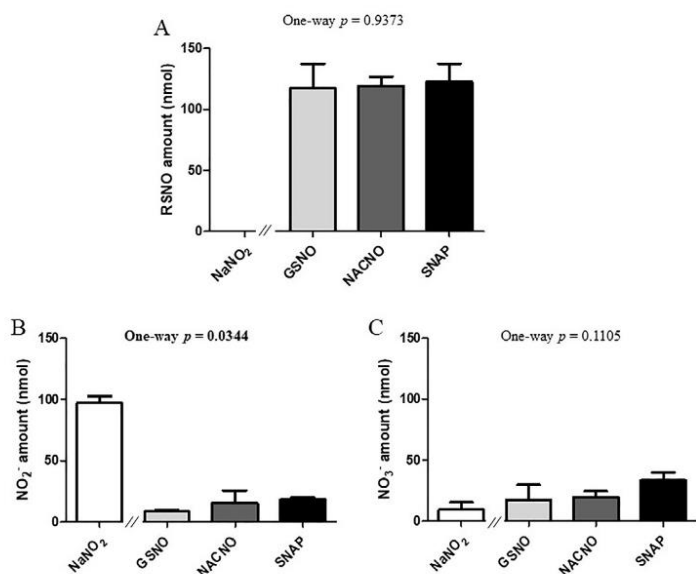 A
One-way p = 0.9373
RSNO amount (nmol)
150
100
50
0
NaNO₂
//
GSNO
NACNO
SNAP
B
One-way p = 0.0344
NO₂⁻ amount (nmol)
150
100
50
0
NaNO₂
//
GSNO
NACNO
SNAP
C
One-way p = 0.1105
NO₃⁻ amount (nmol)
150
100
50
0
NaNO₂
//
GSNO
NACNO
SNAP